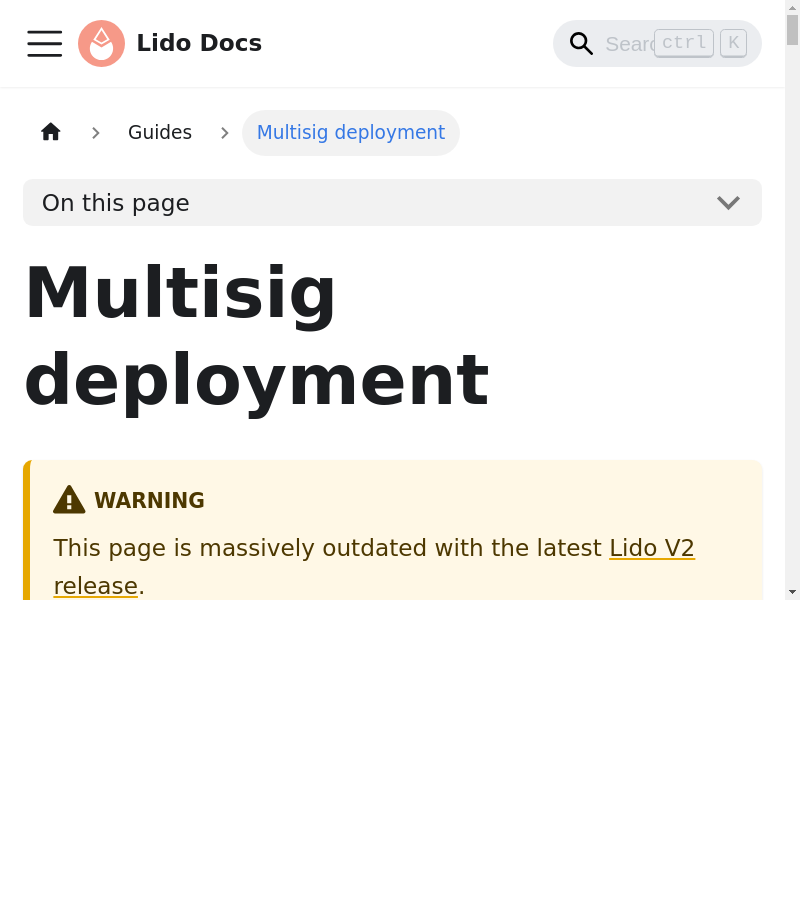 Lido Docs
Searc ctrl K
Guides
Multisig deployment
On this page
Multisig
deployment
WARNING
This page is massively outdated with the latest Lido V2
release.